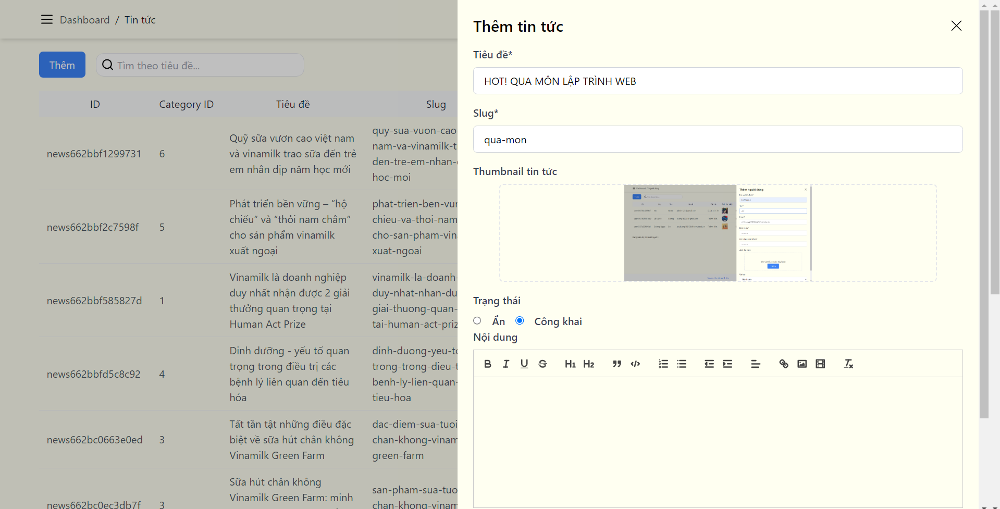 Dashboard / Tin tức
Thêm
Tìm theo tiêu đề...
ID Category ID Tiêu đề Slug
news662bbf1299731
6
Quỹ sữa vươn cao việt nam
và vinamilk trao sữa đến trẻ
em nhân dịp năm học mới
quy-sua-vuon-cao-
nam-va-vinamilk-t
den-tre-em-nhan-
hoc-moi
news662bbf2c7598f
5
Phát triển bền vững – “hộ
chiếu” và “thỏi nam châm”
cho sản phẩm vinamilk
xuất ngoại
phat-trien-ben-vur
chieu-va-thoi-nam
cho-san-pham-vin
xuat-ngoai
news662bbf585827d
1
Vinamilk là doanh nghiệp
duy nhất nhận được 2 giải
thưởng quan trọng tại
Human Act Prize
vinamilk-la-doanh-
duy-nhat-nhan-du
giai-thuong-quan-
tai-human-act-priz
news662bbfd5c8c92
4
Dinh dưỡng - yếu tố quan
trọng trong điều trị các
bệnh lý liên quan đến tiêu
hóa
dinh-duong-yeu-to
trong-trong-dieu-t
benh-ly-lien-quan-
tieu-hoa
news662bc0663e0ed
3
Tất tần tật những điều đặc
biệt về sữa hút chân không
Vinamilk Green Farm
dac-diem-sua-tuoi
chan-khong-vinam
green-farm
news662bc0ec3db7f
3
Sữa hút chân không
Vinamilk Green Farm: minh
san-pham-sua-tuo
chan-khong-vinam
Thêm tin tức
Tiêu đề*
HOT! QUA MÔN LẬP TRÌNH WEB
Slug*
qua-mon
Thumbnail tin tức
Thêm người dùng
Trạng thái
Ẩn Công khai
Nội dung
B I U S H1 H2